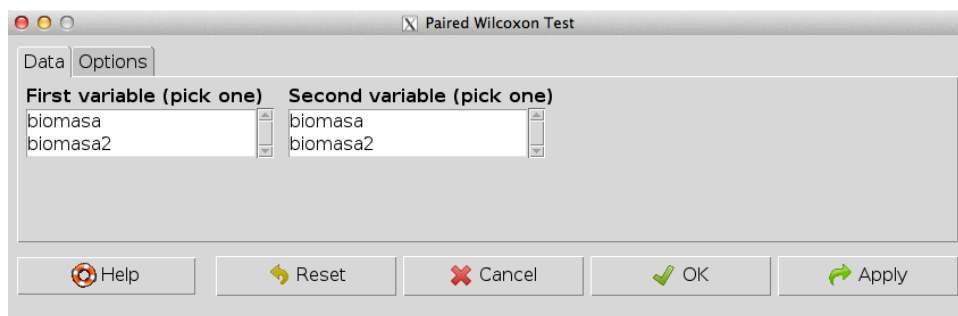 Paired Wilcoxon Test
Data Options
First variable (pick one) Second variable (pick one)
biomasa biomasa
biomasa2 biomasa2
Help Reset Cancel OK Apply